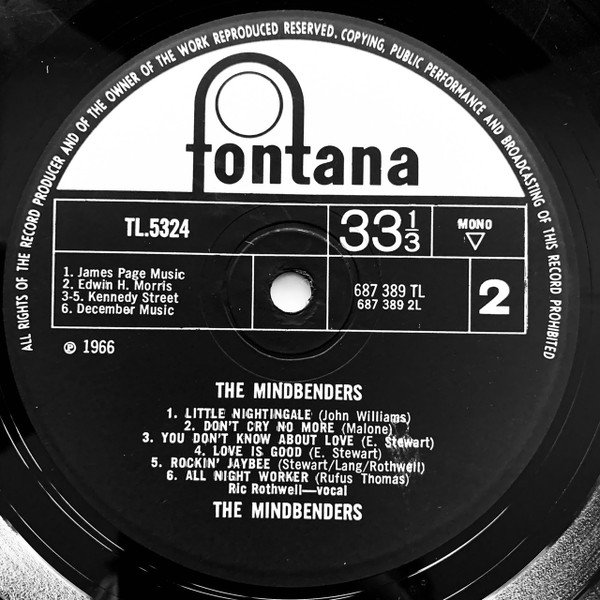 ALL RIGHTS OF THE RECORD PRODUCER AND OF THE OWNER OF THE WORK REPRODUCED RESERVED. COPYING, PUBLIC PERFORMANCE AND BROADCASTING OF THIS RECORD PROHIBITED
fontana
TL.5324
33 1/3
MONO
1. James Page Music
2. Edwin H. Morris
3-5. Kennedy Street
6. December Music
687 389 TL
687 389 2L
2
℗ 1966
THE MINDBENDERS
1. LITTLE NIGHTINGALE (John Williams)
2. DON'T CRY NO MORE (Malone)
3. YOU DON'T KNOW ABOUT LOVE (E. Stewart)
4. LOVE IS GOOD (E. Stewart)
5. ROCKIN' JAYBEE (Stewart/Lang/Rothwell)
6. ALL NIGHT WORKER (Rufus Thomas)
Ric Rothwell—vocal
THE MINDBENDERS